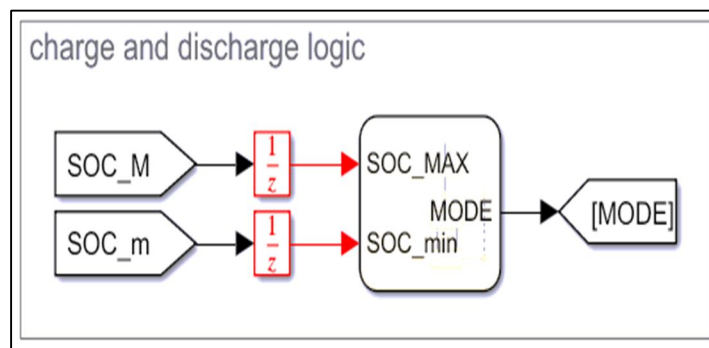 charge and discharge logic
SOC_M
1
z
SOC_MAX
MODE
[MODE]
SOC_m
1
z
SOC_min